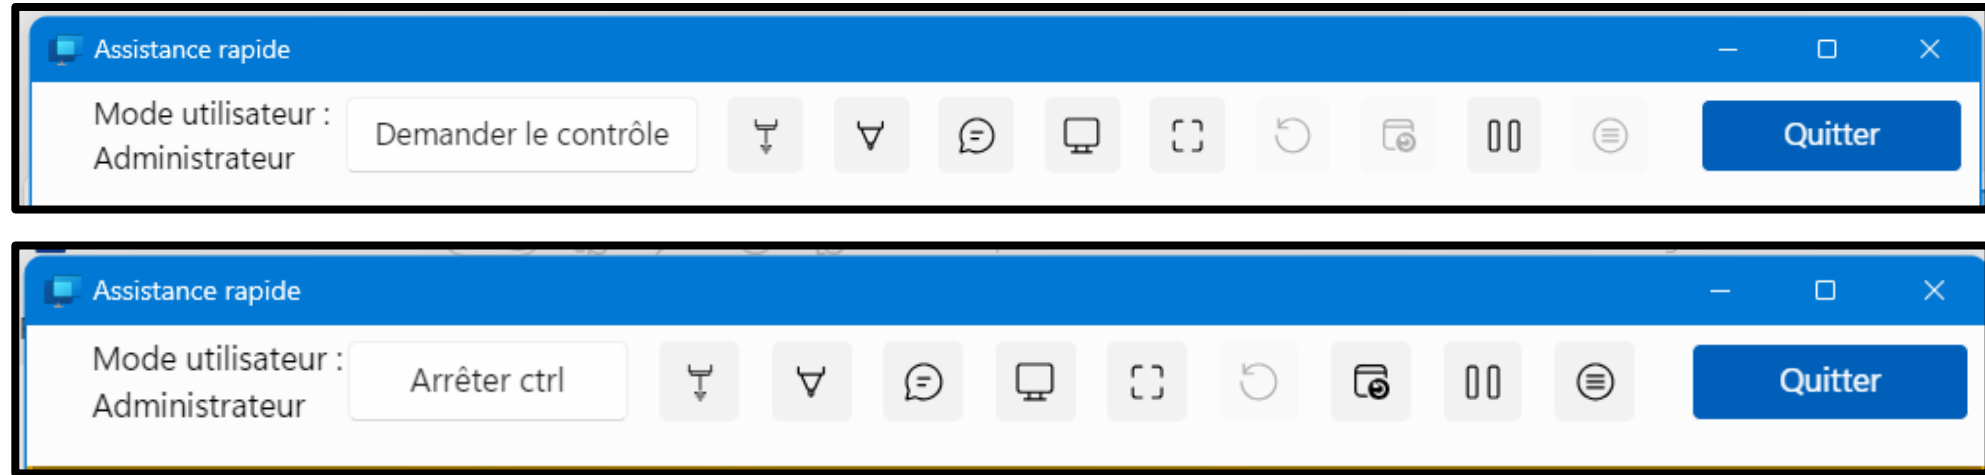 Assistance rapide
Mode utilisateur :
Administrateur
Demander le contrôle
Quitter
Assistance rapide
Mode utilisateur :
Administrateur
Arrêter ctrl
Quitter